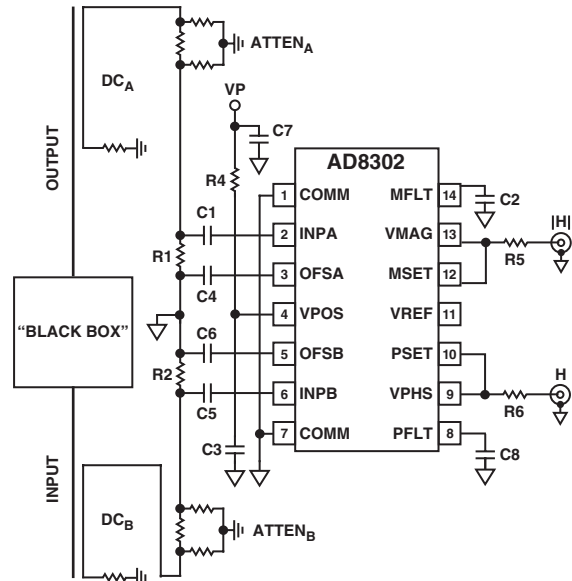 ATTENA
DCA
VP
C7
OUTPUT
R4
AD8302
1 COMM MFLT 14
C2
C1
2 INPA VMAG 13
|H|
R1
R5
3 OFSA MSET 12
C4
"BLACK BOX"
4 VPOS VREF 11
C6
5 OFSB PSET 10
H
R2
6 INPB VPHS 9
C5
R6
C3
7 COMM PFLT 8
C8
INPUT
DCB
ATTENB